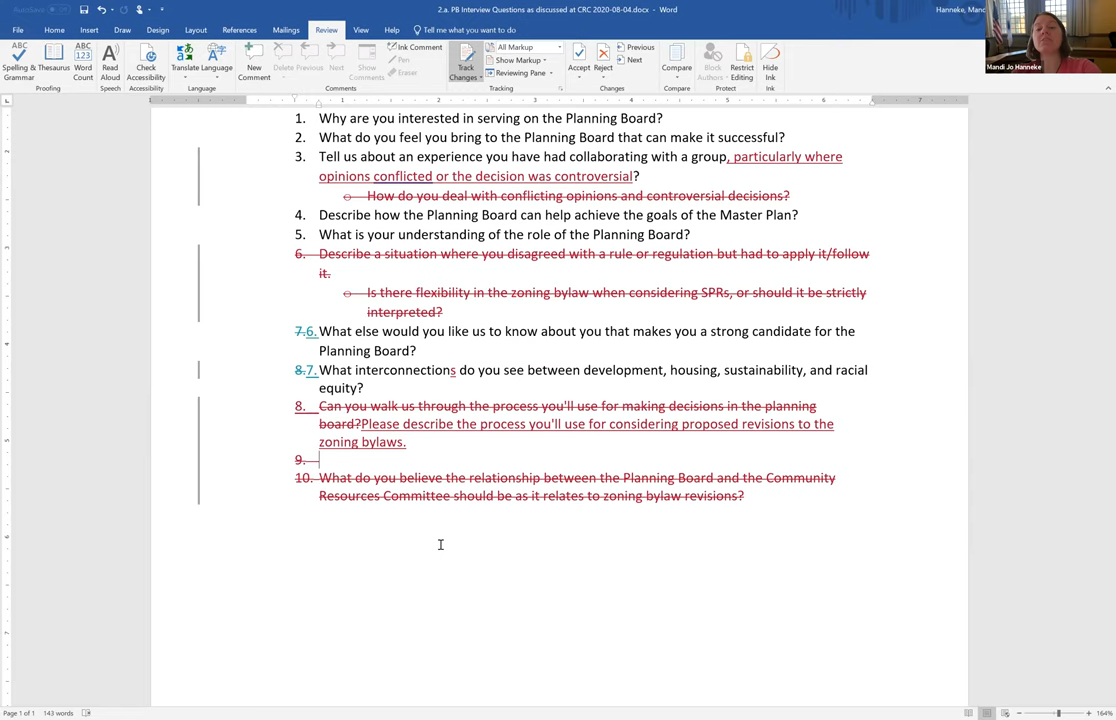 AutoSave Off 2.a. PB Interview Questions as discussed at CRC 2020-08-04.docx - Word Hanneke, Mand
File Home Insert Draw Design Layout References Mailings Review View Help Tell me what you want to do
Spelling & Grammar Thesaurus Word Count Read Aloud Check Accessibility Translate Language New Comment Delete Previous Next Show Comments Ink Comment Pen Eraser Track Changes All Markup Show Markup Reviewing Pane Accept Reject Previous Next Compare Block Authors Restrict Editing Hide Ink
Proofing Speech Accessibility Language Comments Tracking Changes Compare Protect Ink
Mandi Jo Hanneke
1 1 2 3 4 5 6 7
1. Why are you interested in serving on the Planning Board?
2. What do you feel you bring to the Planning Board that can make it successful?
3. Tell us about an experience you have had collaborating with a group, particularly where
opinions conflicted or the decision was controversial?
o How do you deal with conflicting opinions and controversial decisions?
4. Describe how the Planning Board can help achieve the goals of the Master Plan?
5. What is your understanding of the role of the Planning Board?
6. Describe a situation where you disagreed with a rule or regulation but had to apply it/follow
it.
o Is there flexibility in the zoning bylaw when considering SPRs, or should it be strictly
interpreted?
7.6. What else would you like us to know about you that makes you a strong candidate for the
Planning Board?
8.7. What interconnections do you see between development, housing, sustainability, and racial
equity?
8. Can you walk us through the process you'll use for making decisions in the planning
board?Please describe the process you'll use for considering proposed revisions to the
zoning bylaws.
9.
10. What do you believe the relationship between the Planning Board and the Community
Resources Committee should be as it relates to zoning bylaw revisions?
Page 1 of 1 143 words 164%